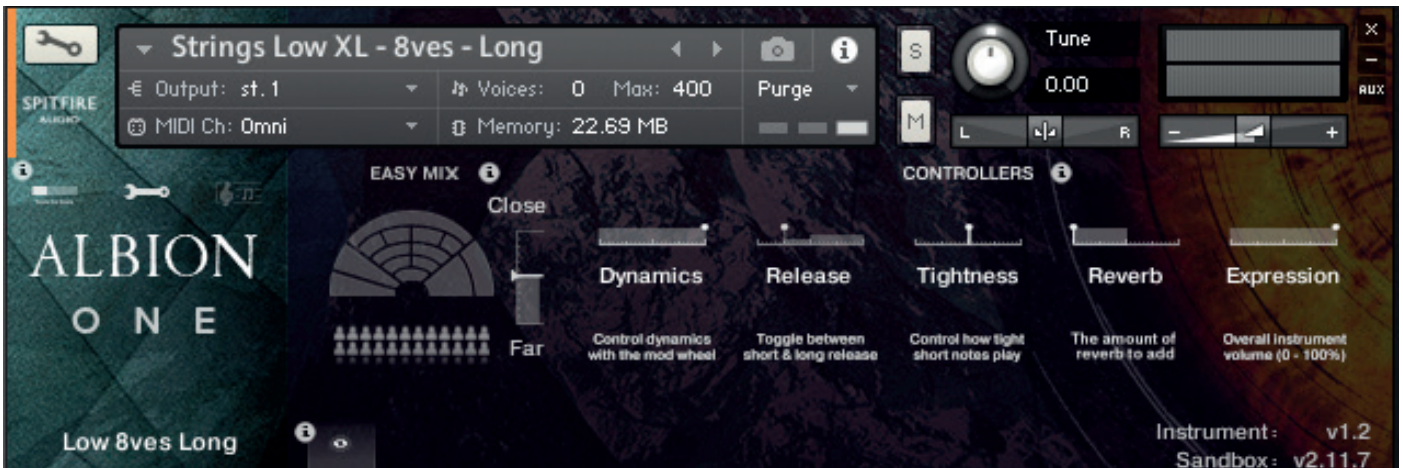 Strings Low XL - 8ves - Long
Output: st. 1
Voices: 0 Max: 400
Purge
MIDI Ch: Omni
Memory: 22.69 MB
S
M
Tune
0.00
L
R
-
+
×
-
AUX
SPITFIRE
AUDIO
ALBION
ONE
Low 8ves Long
EASY MIX
Close
Far
CONTROLLERS
Dynamics
Control dynamics
with the mod wheel
Release
Toggle between
short & long release
Tightness
Control how tight
short notes play
Reverb
The amount of
reverb to add
Expression
Overall instrument
volume (0 - 100%)
Instrument: v1.2
Sandbox: v2.11.7